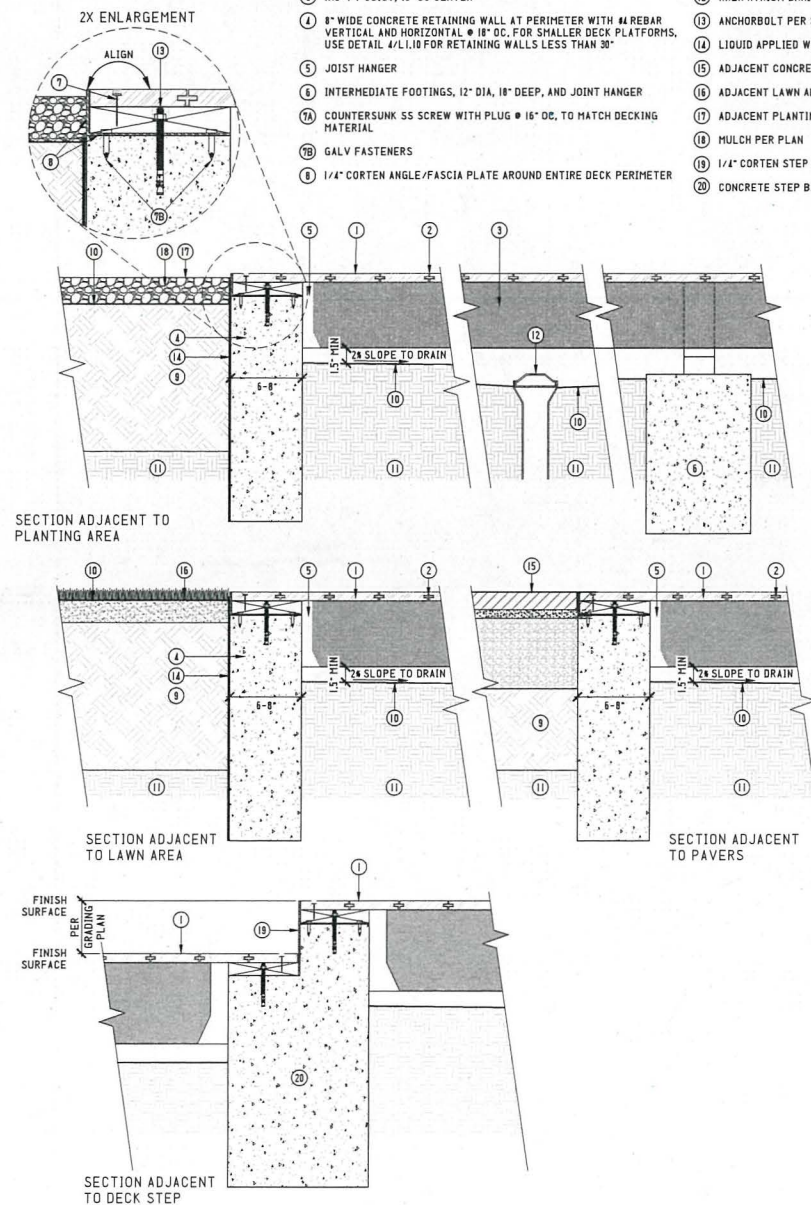 2X ENLARGEMENT
ALIGN
7
13
8
7B
4 8" WIDE CONCRETE RETAINING WALL AT PERIMETER WITH #4 REBAR
VERTICAL AND HORIZONTAL @ 18" OC, FOR SMALLER DECK PLATFORMS,
USE DETAIL 4/L1.10 FOR RETAINING WALLS LESS THAN 30"
5 JOIST HANGER
6 INTERMEDIATE FOOTINGS, 12" DIA, 18" DEEP, AND JOINT HANGER
7A COUNTERSUNK SS SCREW WITH PLUG @ 16" OC, TO MATCH DECKING
MATERIAL
7B GALV FASTENERS
8 1/4" CORTEN ANGLE/FASCIA PLATE AROUND ENTIRE DECK PERIMETER
13 ANCHORBOLT PER
14 LIQUID APPLIED W
15 ADJACENT CONCRE
16 ADJACENT LAWN A
17 ADJACENT PLANTI
18 MULCH PER PLAN
19 1/4" CORTEN STEP
20 CONCRETE STEP B
10 18 17 5 1 2 3
4
14
9
6-8"
1.5" MIN
2% SLOPE TO DRAIN
10
12
10
10
11 11 11 6 11
SECTION ADJACENT TO
PLANTING AREA
10 16 5 1 2 15 5 1 2
4
14
9
6-8"
1.5" MIN
2% SLOPE TO DRAIN
10
9
6-8"
1.5" MIN
2% SLOPE TO DRAIN
10
11 11 11 11
SECTION ADJACENT
TO LAWN AREA
SECTION ADJACENT
TO PAVERS
FINISH
SURFACE
PER
GRADING
PLAN
FINISH
SURFACE
1
19
1
20
SECTION ADJACENT
TO DECK STEP